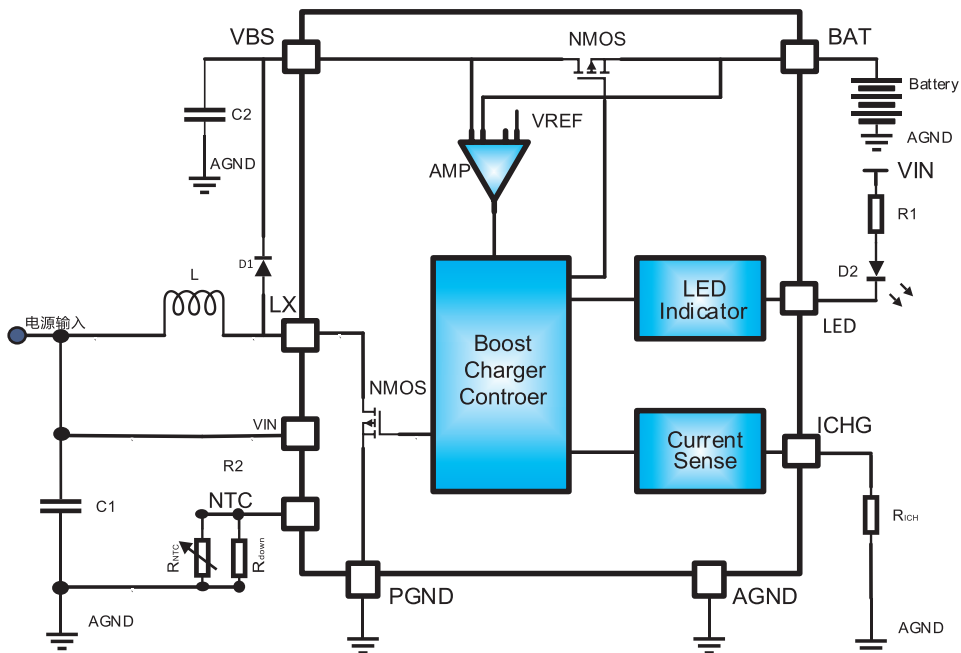 VBS
NMOS
BAT
C2
VREF
Battery
AGND
AMP
AGND
VIN
R1
D1
D2
L
LX
LED
Indicator
LED
电源输入
Boost
Charger
Controer
NMOS
VIN
ICHG
Current
Sense
R2
C1
NTC
RICH
RNTC
Rdown
PGND
AGND
AGND
AGND